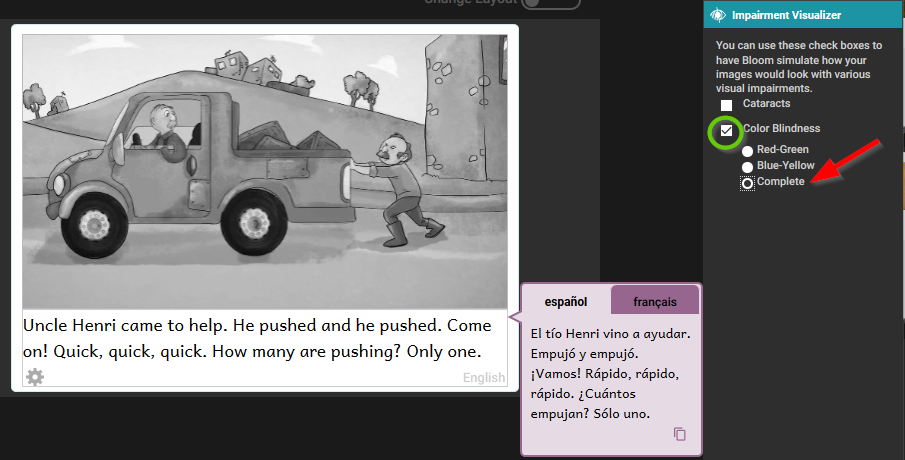 Change Layout
Impairment Visualizer
You can use these check boxes to
have Bloom simulate how your
images would look with various
visual impairments.
Cataracts
Color Blindness
Red-Green
Blue-Yellow
Complete
Uncle Henri came to help. He pushed and he pushed. Come
on! Quick, quick, quick. How many are pushing? Only one.
English
español
français
El tío Henri vino a ayudar.
Empujó y empujó.
¡Vamos! Rápido, rápido,
rápido. ¿Cuántos
empujan? Sólo uno.